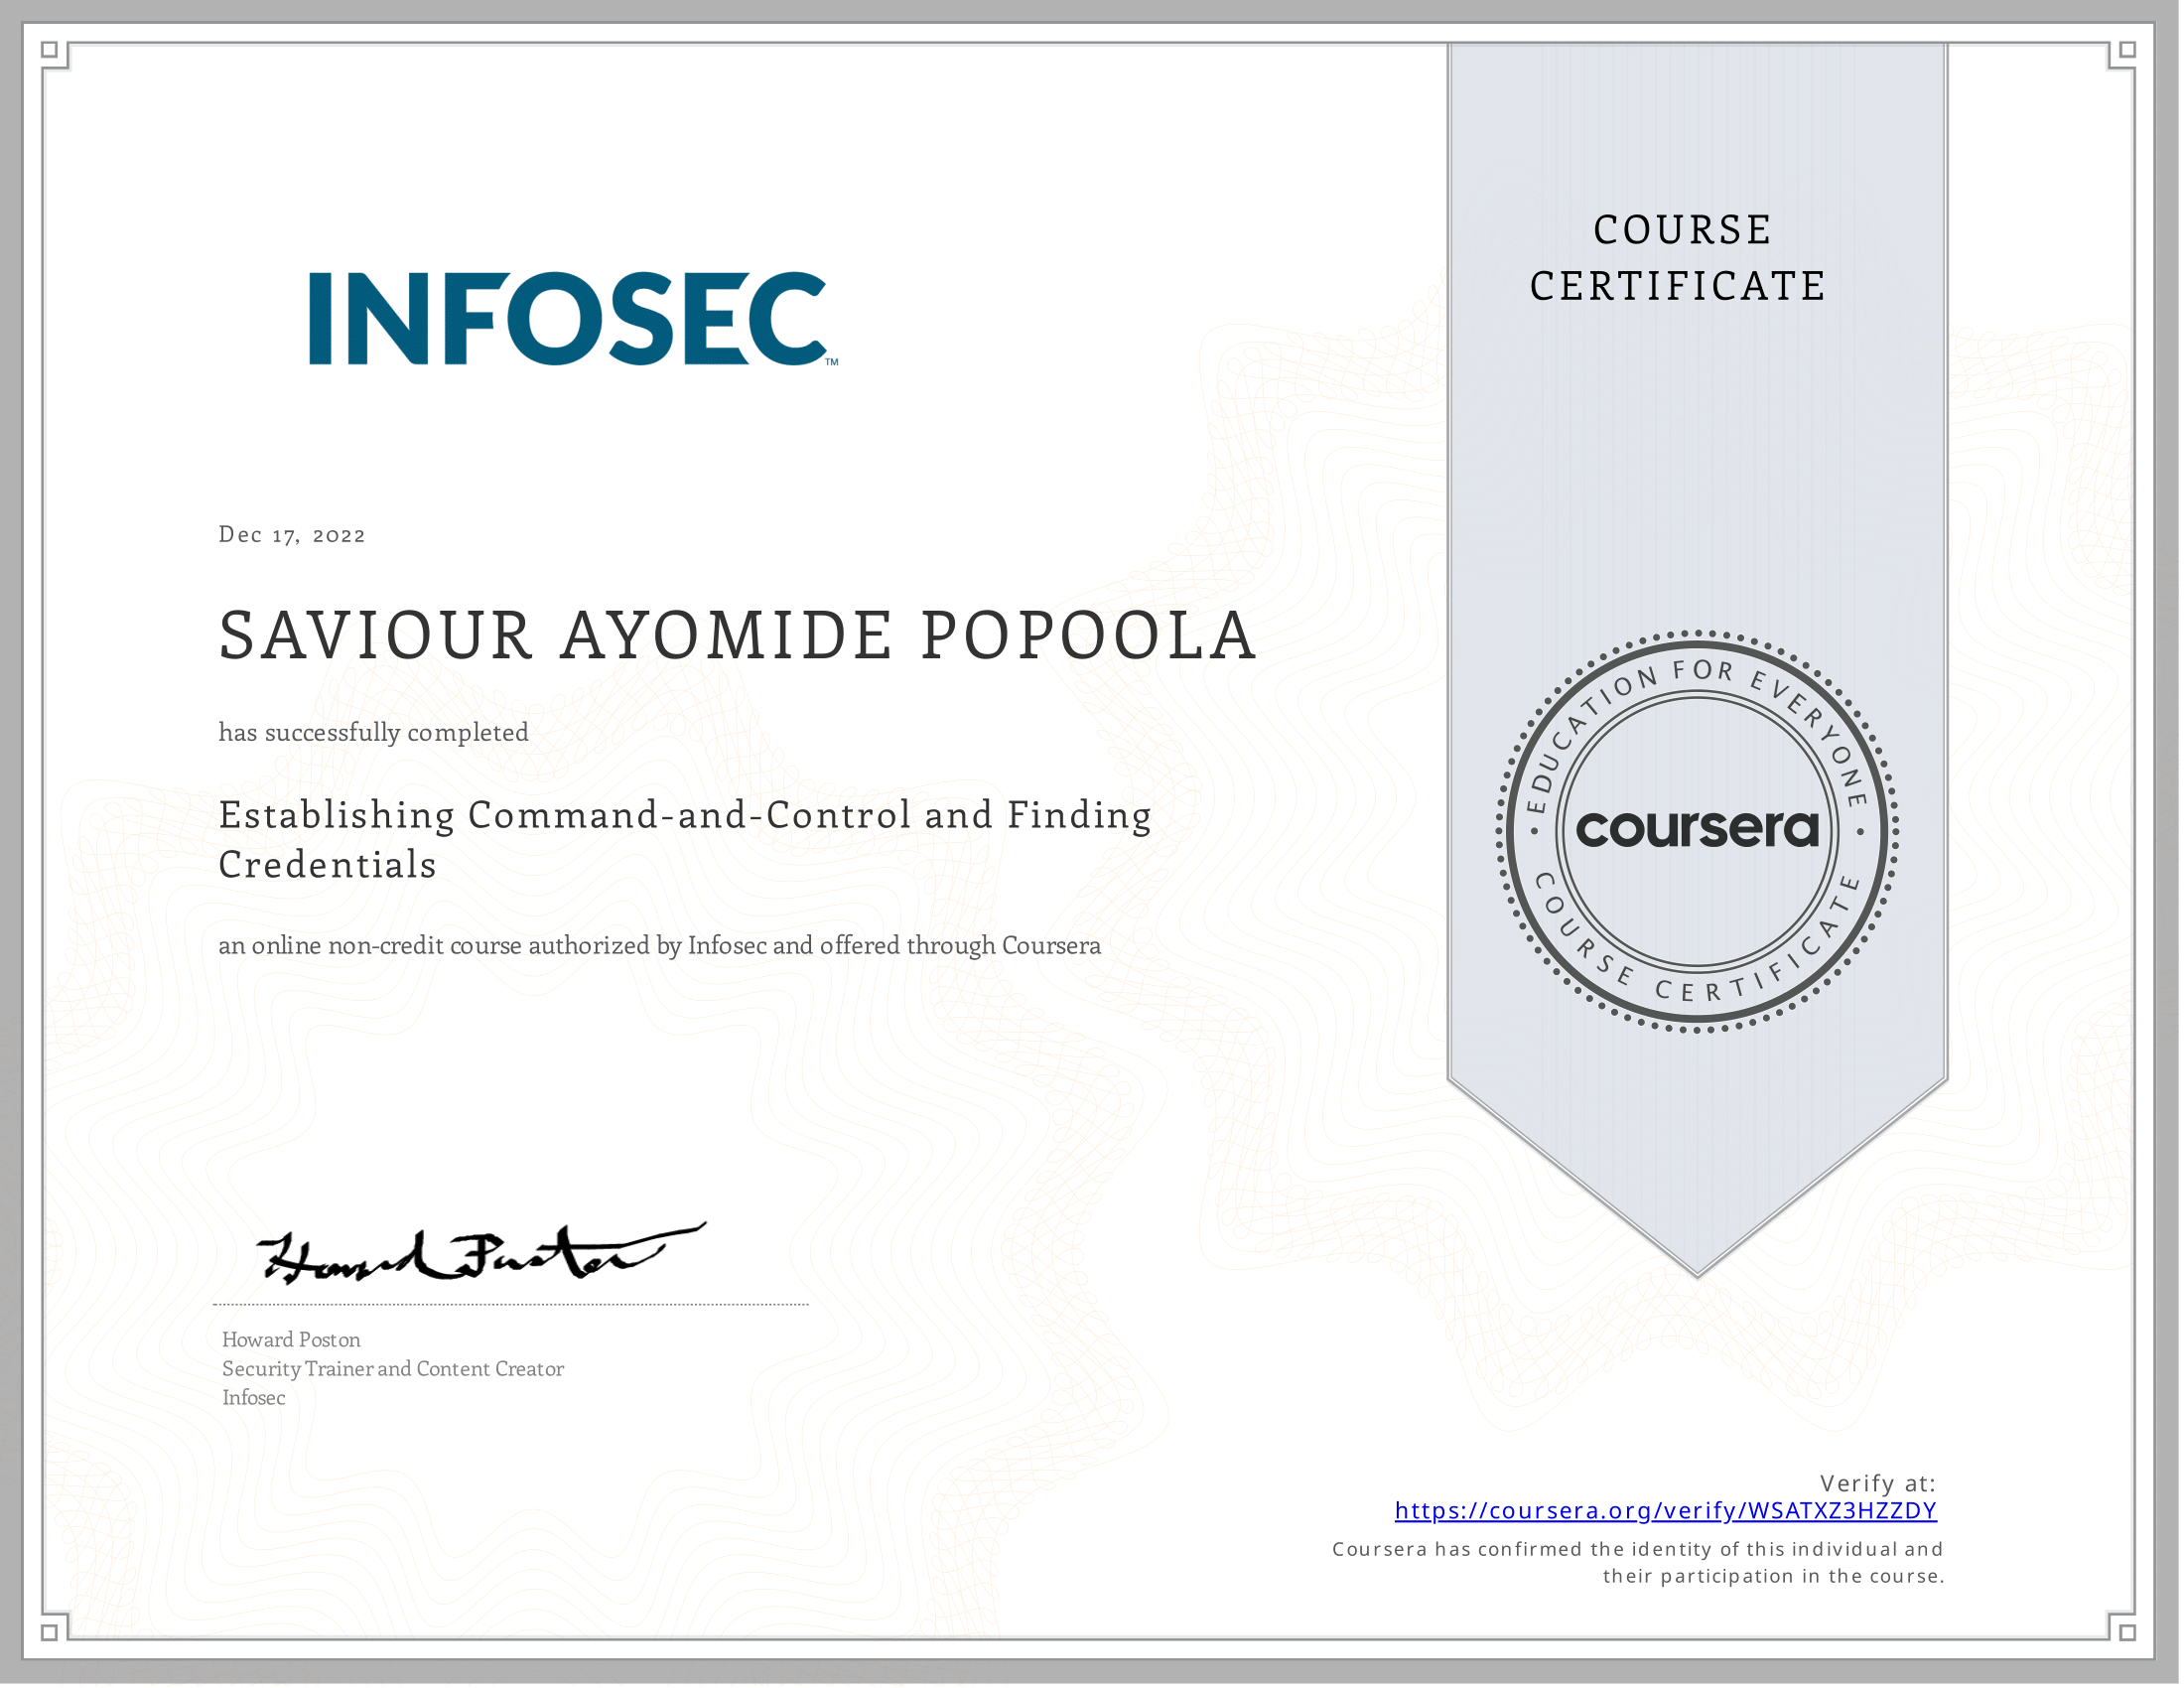 INFOSEC™
COURSE
CERTIFICATE
Dec 17, 2022
SAVIOUR AYOMIDE POPOOLA
has successfully completed
Establishing Command-and-Control and Finding
Credentials
an online non-credit course authorized by Infosec and offered through Coursera
EDUCATION FOR EVERYONE
coursera
COURSE CERTIFICATE
Howard Poston
Howard Poston
Security Trainer and Content Creator
Infosec
Verify at:
https://coursera.org/verify/WSATXZ3HZZDY
Coursera has confirmed the identity of this individual and
their participation in the course.